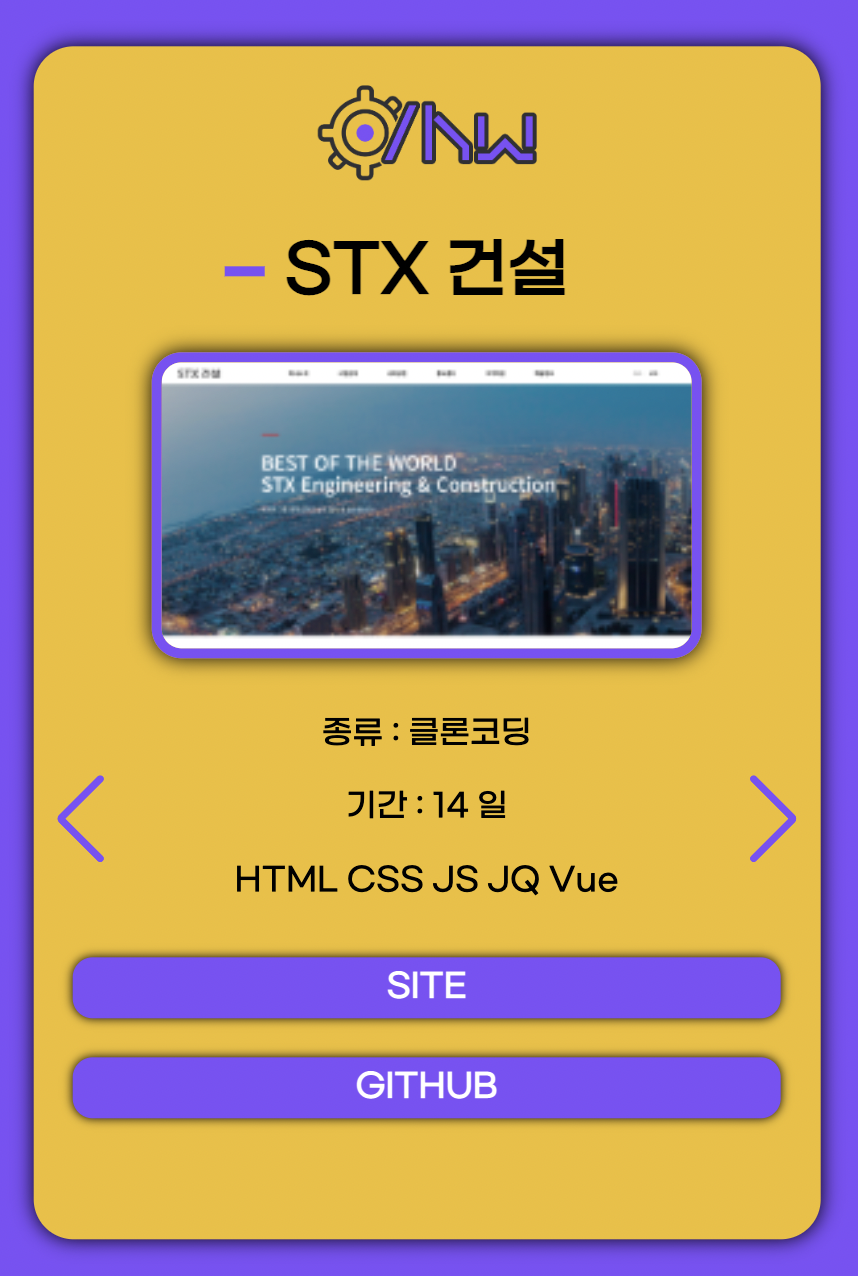 STX 건설
STX 건설
BEST OF THE WORLD
STX Engineering & Construction
종류 : 클론코딩
기간 : 14 일
HTML CSS JS JQ Vue
SITE
GITHUB